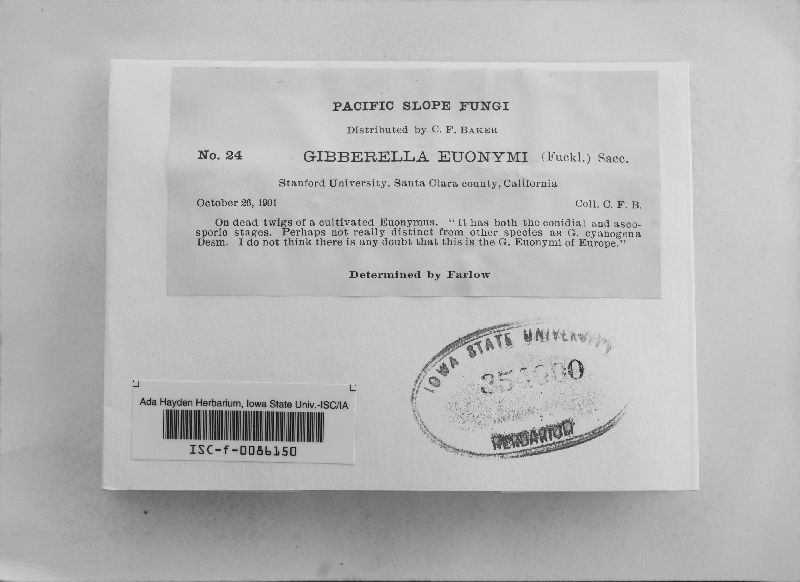 PACIFIC SLOPE FUNGI
Distributed by C. F. BAKER
No. 24 GIBBERELLA EUONYMI (Fuckl.) Sacc.
Stanford University, Santa Clara county, California
October 26, 1901 Coll. C. F. B.
On dead twigs of a cultivated Euonymus. "It has both the conidial and asco-
sporic stages. Perhaps not really distinct from other species as G. cyanogena
Desm. I do not think there is any doubt that this is the G. Euonymi of Europe."
Determined by Farlow
IOWA STATE UNIVERSITY
HERBARIUM
Ada Hayden Herbarium, Iowa State Univ.-ISC/IA
ISC-f-0086150